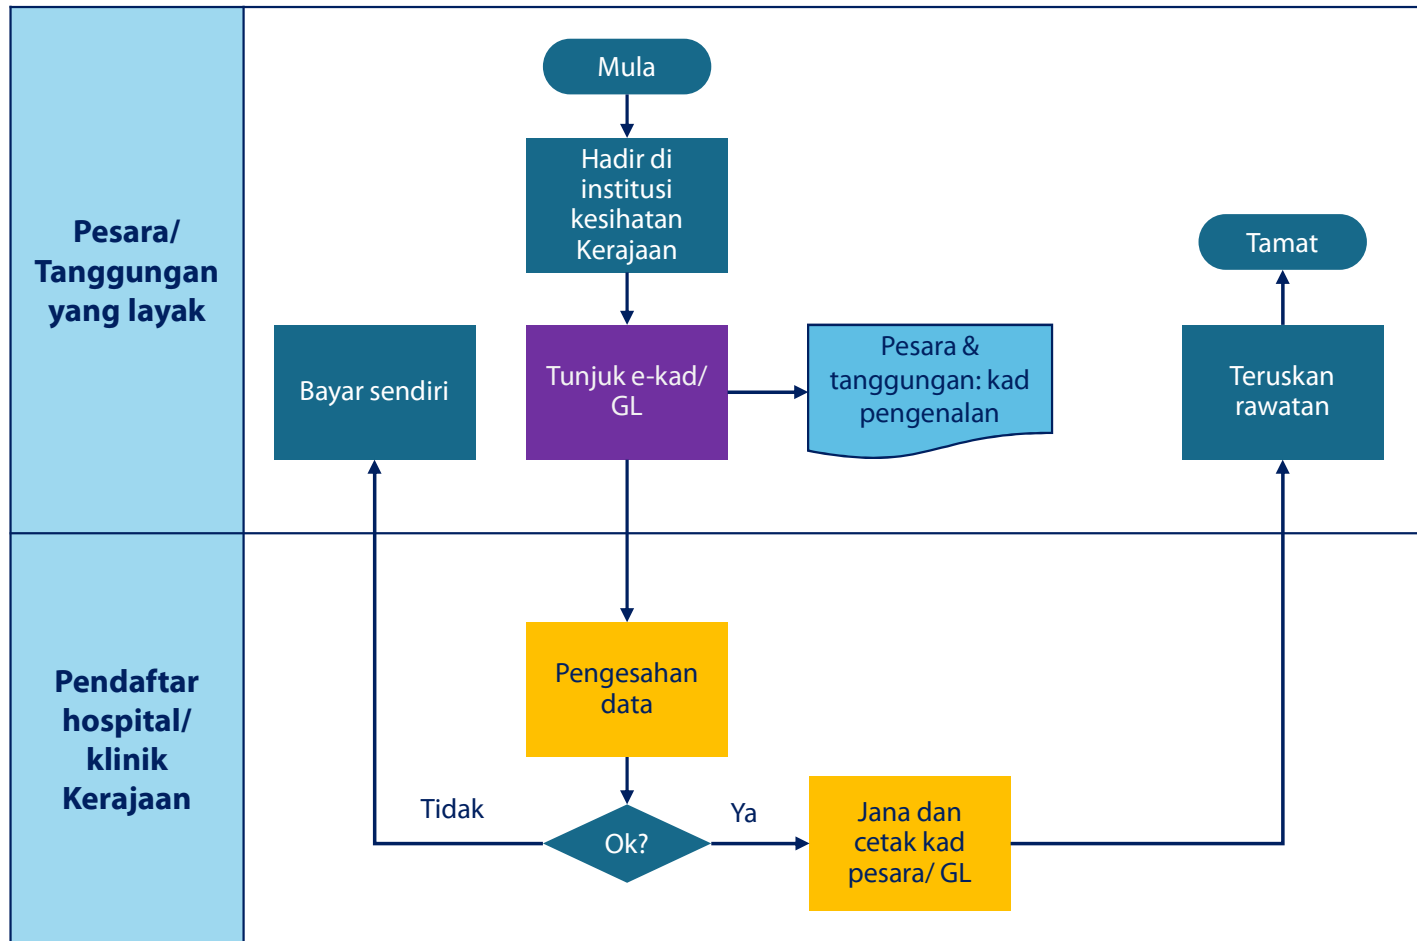 Pesara/
Tanggungan
yang layak
Mula
Hadir di
institusi
kesihatan
Kerajaan
Tamat
Bayar sendiri
Tunjuk e-kad/
GL
Pesara &
tanggungan: kad
pengenalan
Teruskan
rawatan
Pendaftar
hospital/
klinik
Kerajaan
Pengesahan
data
Tidak
Ok?
Ya
Jana dan
cetak kad
pesara/ GL